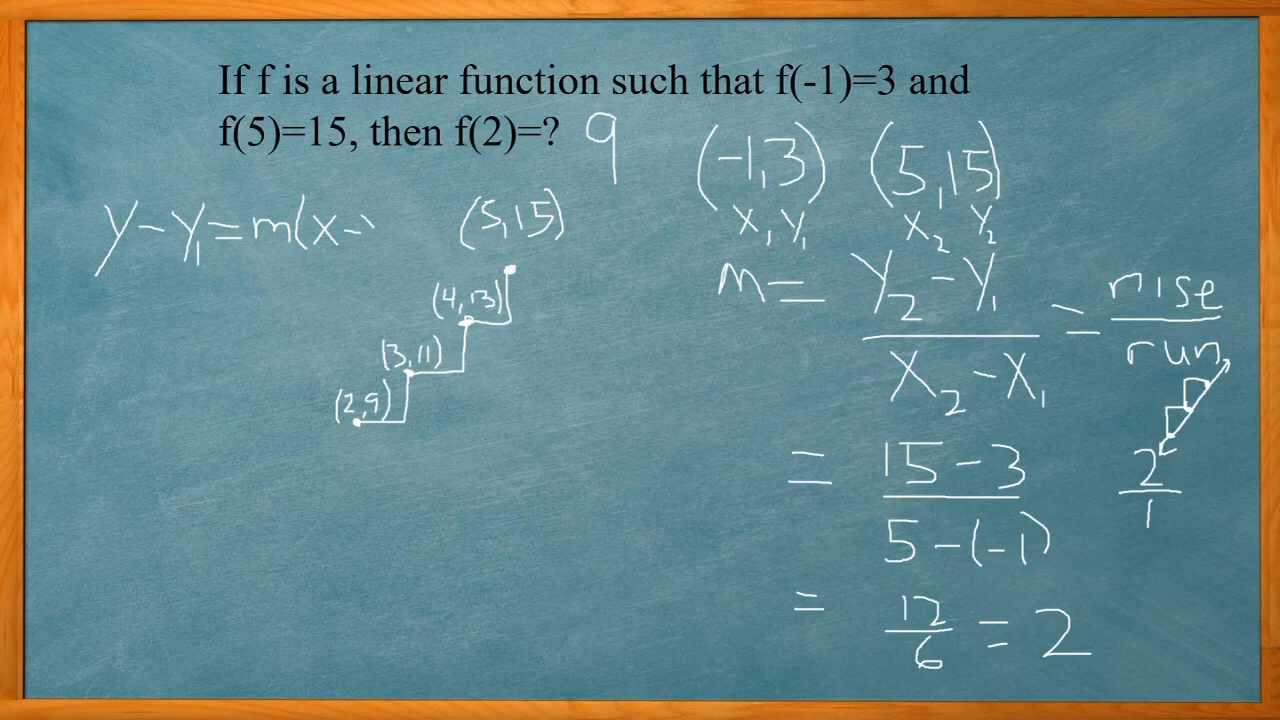 If f is a linear function such that f(-1)=3 and
f(5)=15, then f(2)=? 9
(-1,3) (5,15)
x₁ y₁ x₂ y₂
y-y₁=m(x-
(5,15)
(4,13)
(3,11)
(2,9)
m= y₂-y₁ = rise
x₂-x₁ run
= 15-3
5-(-1)
2
1
= 12 = 2
6